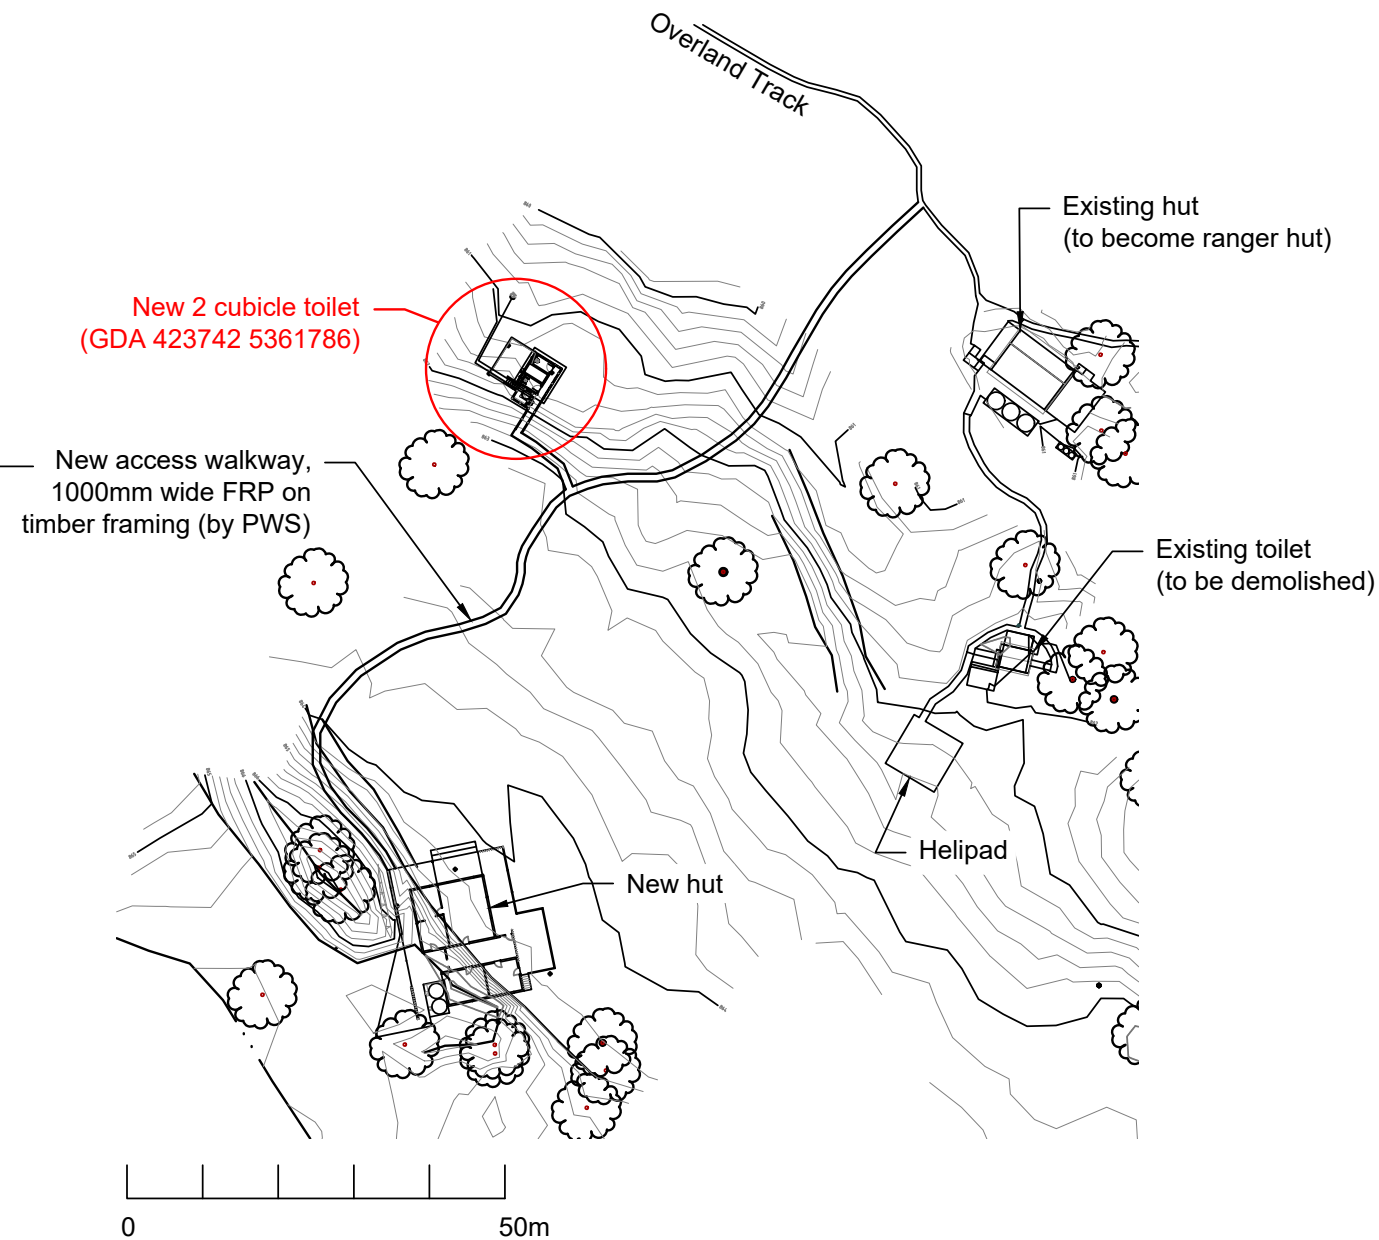 Overland Track
Existing hut
(to become ranger hut)
New 2 cubicle toilet
(GDA 423742 5361786)
New access walkway,
1000mm wide FRP on
timber framing (by PWS)
Existing toilet
(to be demolished)
Helipad
New hut
0
50m